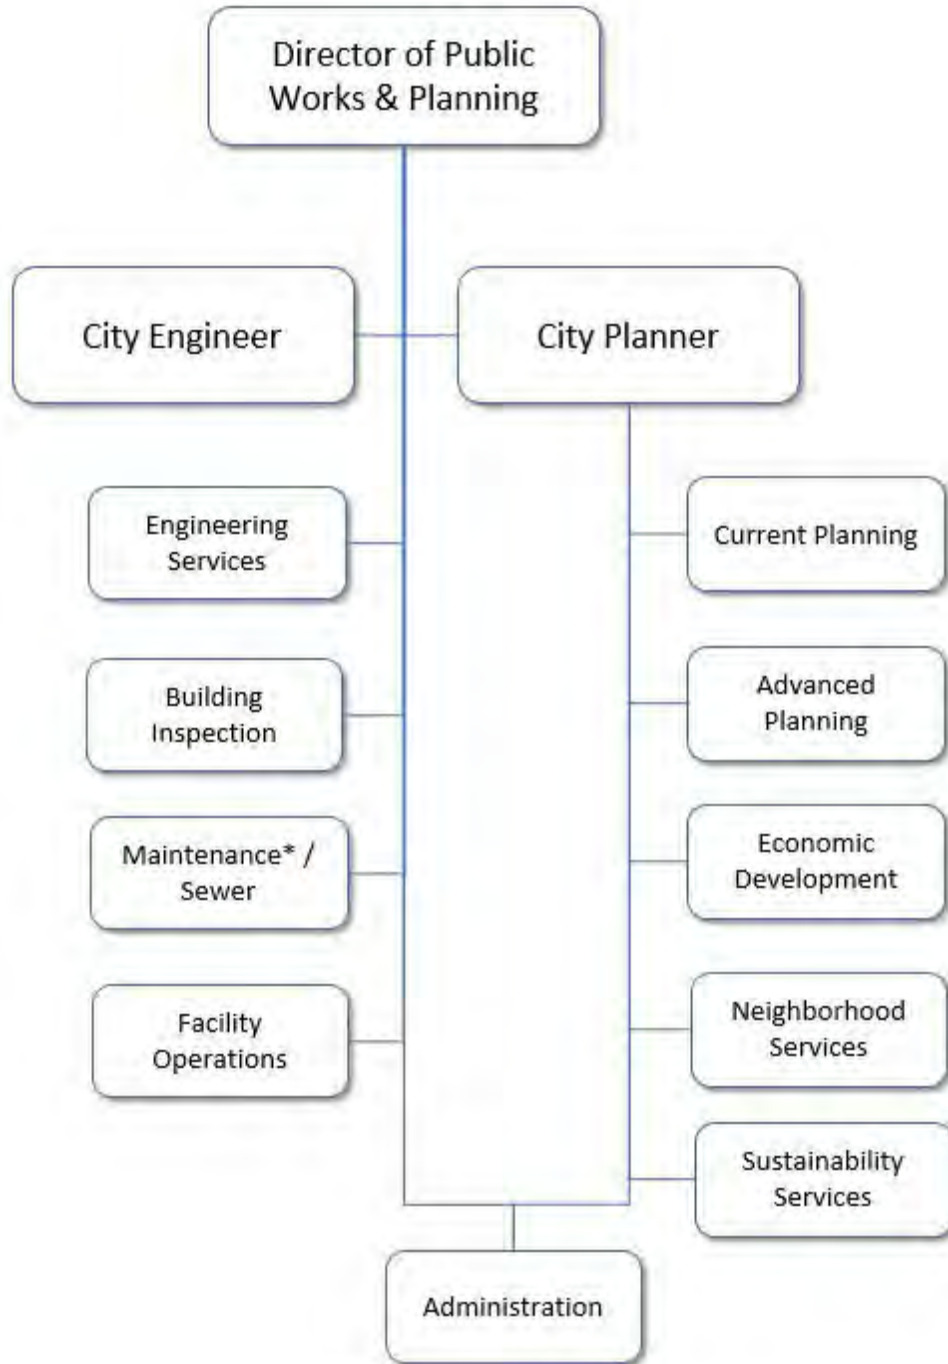 Director of Public
Works & Planning
City Engineer
City Planner
Engineering
Services
Current Planning
Building
Inspection
Advanced
Planning
Maintenance* /
Sewer
Economic
Development
Facility
Operations
Neighborhood
Services
Sustainability
Services
Administration